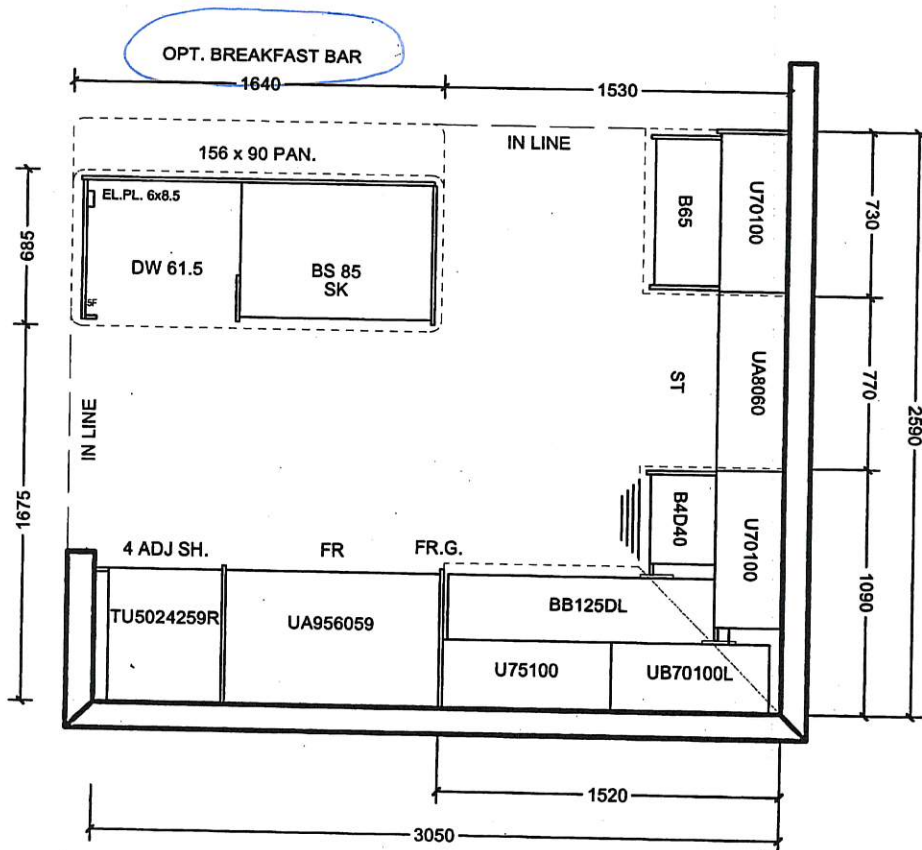 OPT. BREAKFAST BAR
1640
1530
IN LINE
156 x 90 PAN.
EL.PL. 6x8.5
DW 61.5
BS 85
SK
SF
B65
U70100
730
685
2590
UA8060
770
ST
IN LINE
1675
B4D40
U70100
1090
4 ADJ SH.
FR
FR.G.
TU5024259R
UA956059
BB125DL
U75100
UB70100L
1520
3050